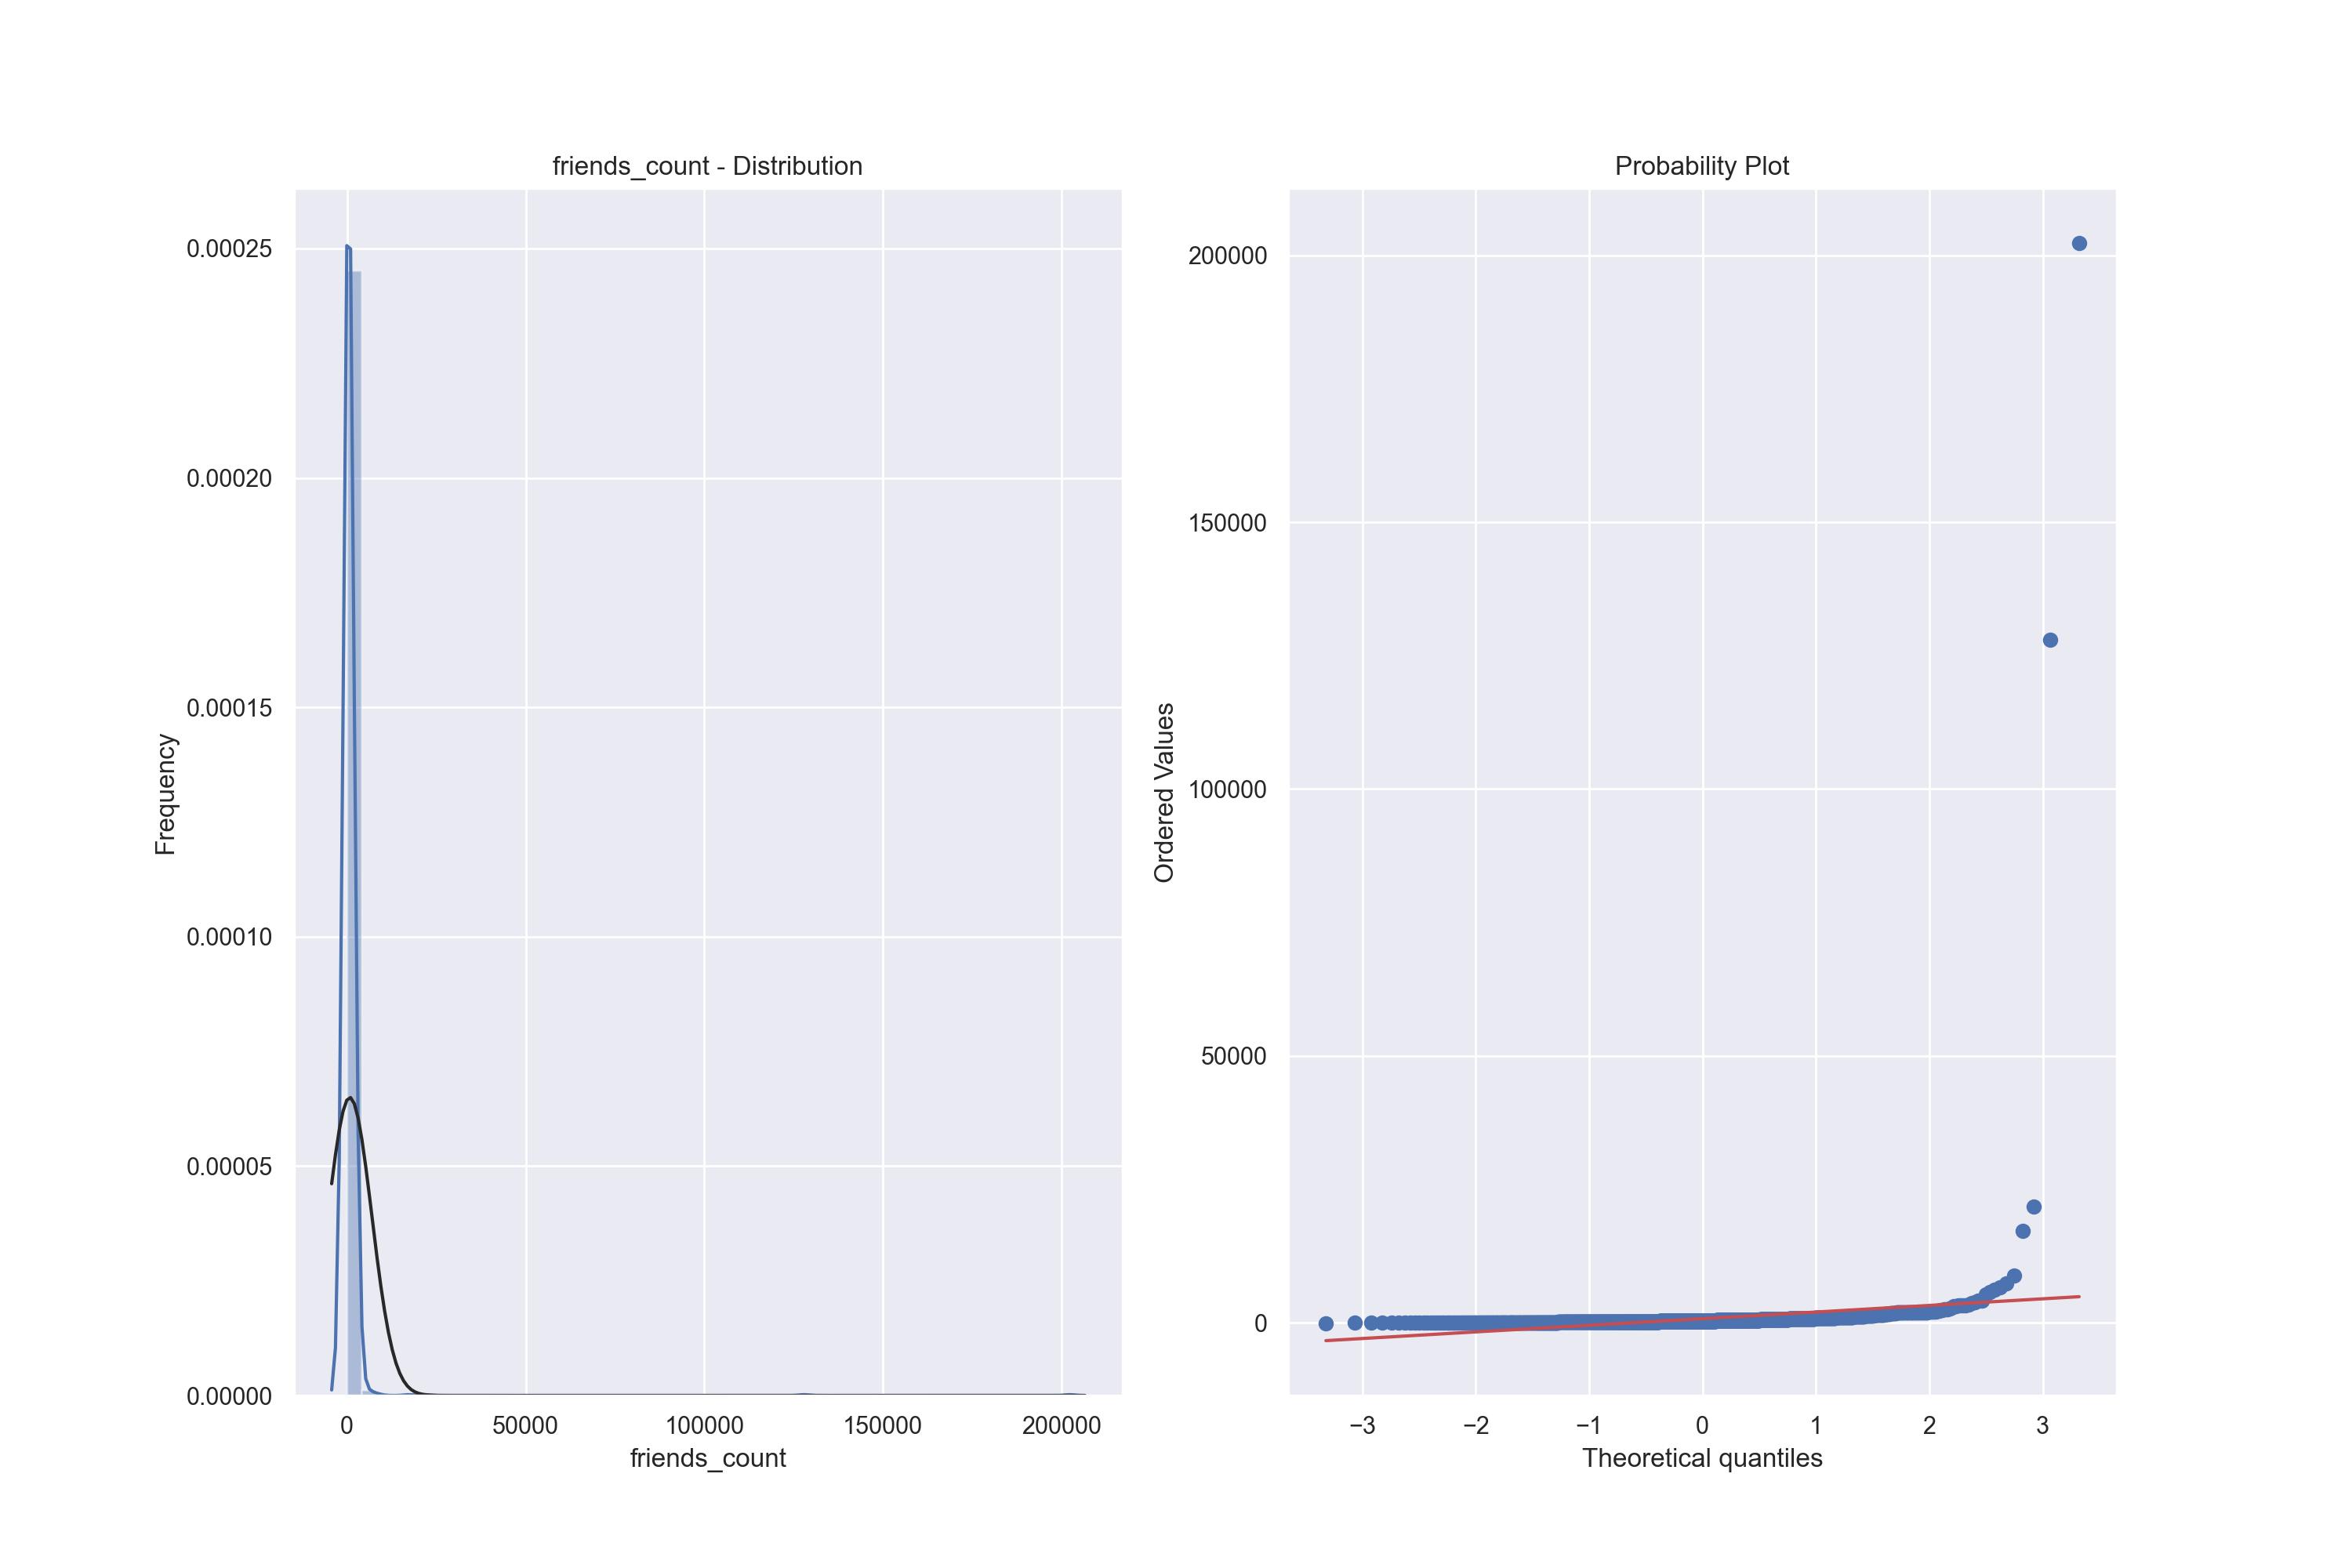 friends_count - Distribution
Frequency
0.00025
0.00020
0.00015
0.00010
0.00005
0.00000
0 50000 100000 150000 200000
friends_count
Probability Plot
Ordered Values
200000
150000
100000
50000
0
−3 −2 −1 0 1 2 3
Theoretical quantiles